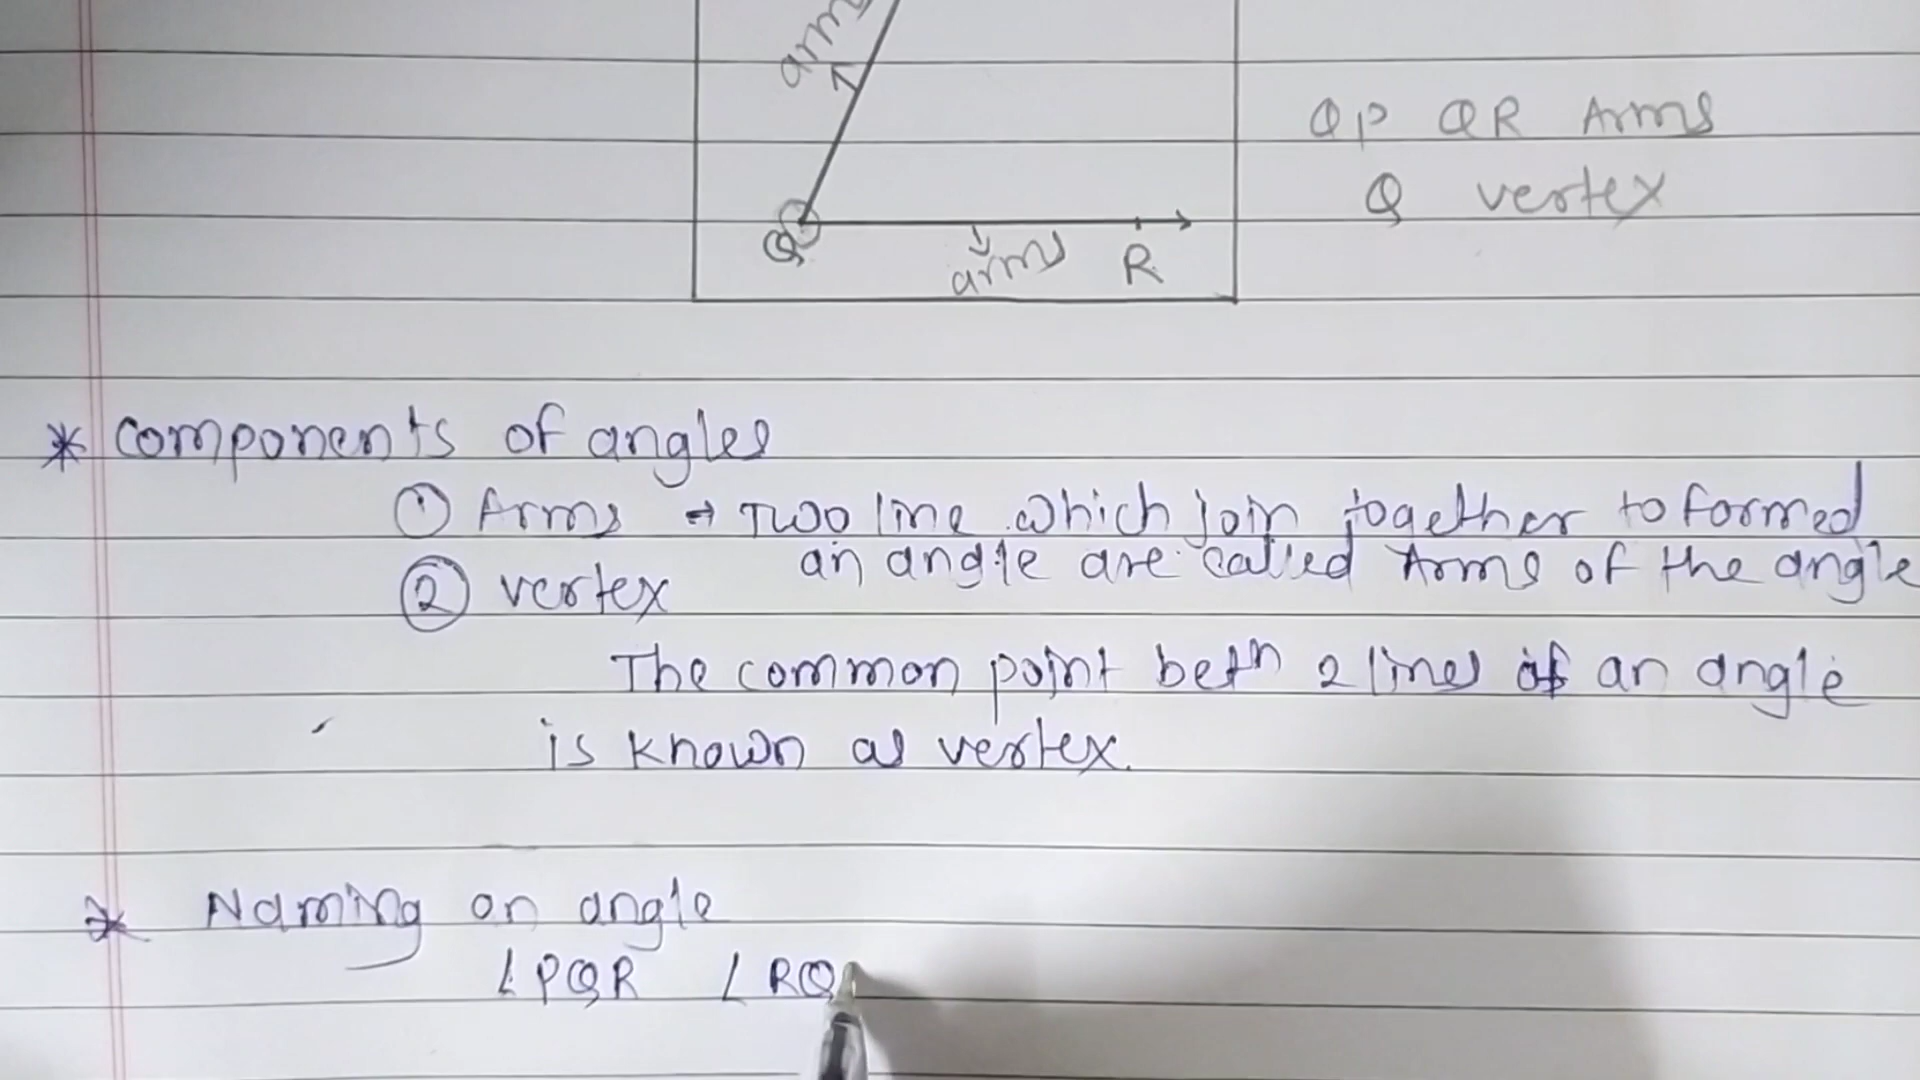 arms
QP QR Arms
Q vertex
Q
arms
R
* Components of angles
① Arms → Two line which join together to formed
an angle are called Arms of the angle
② vertex
The common point betn 2 lines of an angle
is known as vertex.
* Naming an angle
∠PQR ∠RQ